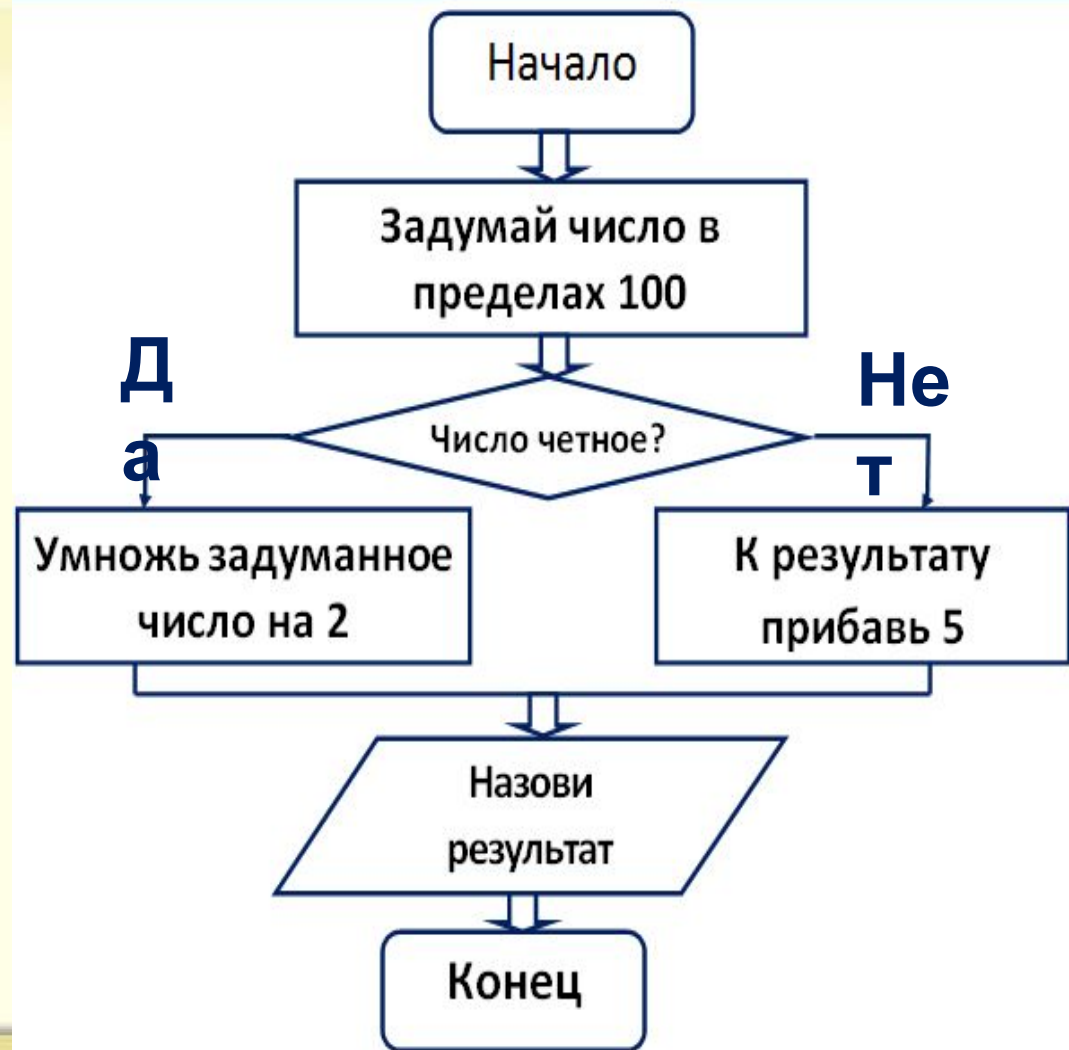 Начало
Задумай число в
пределах 100
Д
а
Не
т
Число четное?
Умножь задуманное
число на 2
К результату
прибавь 5
Назови
результат
Конец